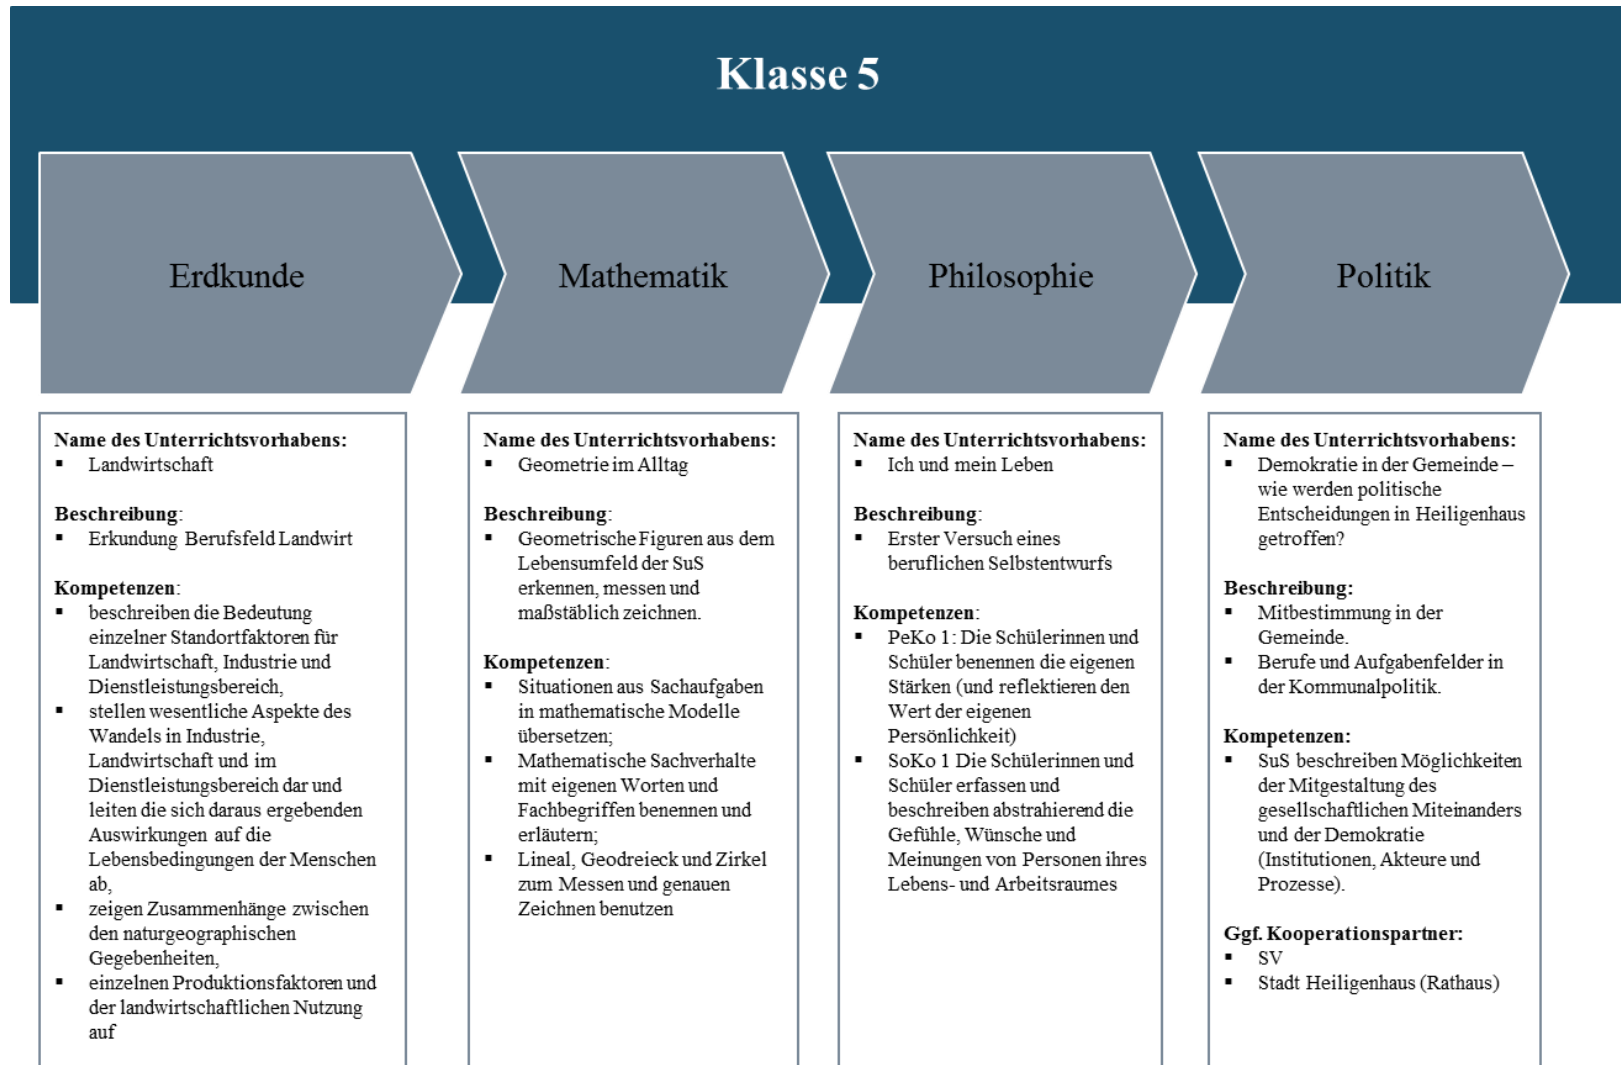 Klasse 5
Erdkunde
Mathematik
Philosophie
Politik
Name des Unterrichtsvorhabens:
▪ Landwirtschaft
Beschreibung:
▪ Erkundung Berufsfeld Landwirt
Kompetenzen:
▪ beschreiben die Bedeutung
einzelner Standortfaktoren für
Landwirtschaft, Industrie und
Dienstleistungsbereich,
▪ stellen wesentliche Aspekte des
Wandels in Industrie,
Landwirtschaft und im
Dienstleistungsbereich dar und
leiten die sich daraus ergebenden
Auswirkungen auf die
Lebensbedingungen der Menschen
ab,
▪ zeigen Zusammenhänge zwischen
den naturgeographischen
Gegebenheiten,
▪ einzelnen Produktionsfaktoren und
der landwirtschaftlichen Nutzung
auf
Name des Unterrichtsvorhabens:
▪ Geometrie im Alltag
Beschreibung:
▪ Geometrische Figuren aus dem
Lebensumfeld der SuS
erkennen, messen und
maßstäblich zeichnen.
Kompetenzen:
▪ Situationen aus Sachaufgaben
in mathematische Modelle
übersetzen;
▪ Mathematische Sachverhalte
mit eigenen Worten und
Fachbegriffen benennen und
erläutern;
▪ Lineal, Geodreieck und Zirkel
zum Messen und genauen
Zeichnen benutzen
Name des Unterrichtsvorhabens:
▪ Ich und mein Leben
Beschreibung:
▪ Erster Versuch eines
beruflichen Selbstentwurfs
Kompetenzen:
▪ PeKo 1: Die Schülerinnen und
Schüler benennen die eigenen
Stärken (und reflektieren den
Wert der eigenen
Persönlichkeit)
▪ SoKo 1 Die Schülerinnen und
Schüler erfassen und
beschreiben abstrahierend die
Gefühle, Wünsche und
Meinungen von Personen ihres
Lebens- und Arbeitsraumes
Name des Unterrichtsvorhabens:
▪ Demokratie in der Gemeinde –
wie werden politische
Entscheidungen in Heiligenhaus
getroffen?
Beschreibung:
▪ Mitbestimmung in der
Gemeinde.
▪ Berufe und Aufgabenfelder in
der Kommunalpolitik.
Kompetenzen:
▪ SuS beschreiben Möglichkeiten
der Mitgestaltung des
gesellschaftlichen Miteinanders
und der Demokratie
(Institutionen, Akteure und
Prozesse).
Ggf. Kooperationspartner:
▪ SV
▪ Stadt Heiligenhaus (Rathaus)